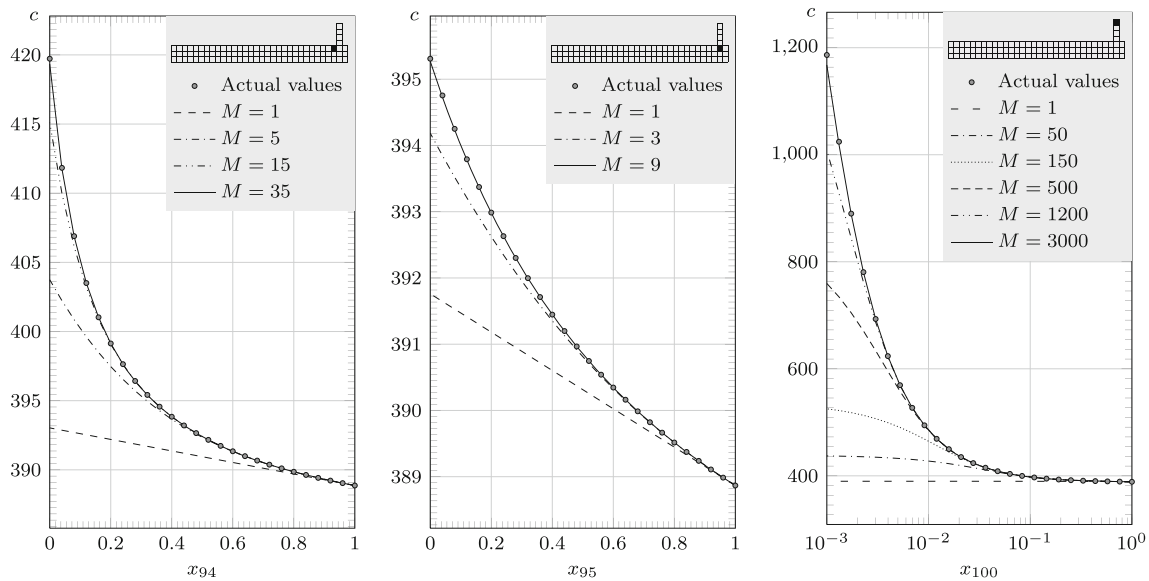 c
420
415
410
405
400
395
390
0 0.2 0.4 0.6 0.8 1
x94
Actual values
M = 1
M = 5
M = 15
M = 35
c
395
394
393
392
391
390
389
0 0.2 0.4 0.6 0.8 1
x95
Actual values
M = 1
M = 3
M = 9
c
1,200
1,000
800
600
400
10⁻³ 10⁻² 10⁻¹ 10⁰
x100
Actual values
M = 1
M = 50
M = 150
M = 500
M = 1200
M = 3000